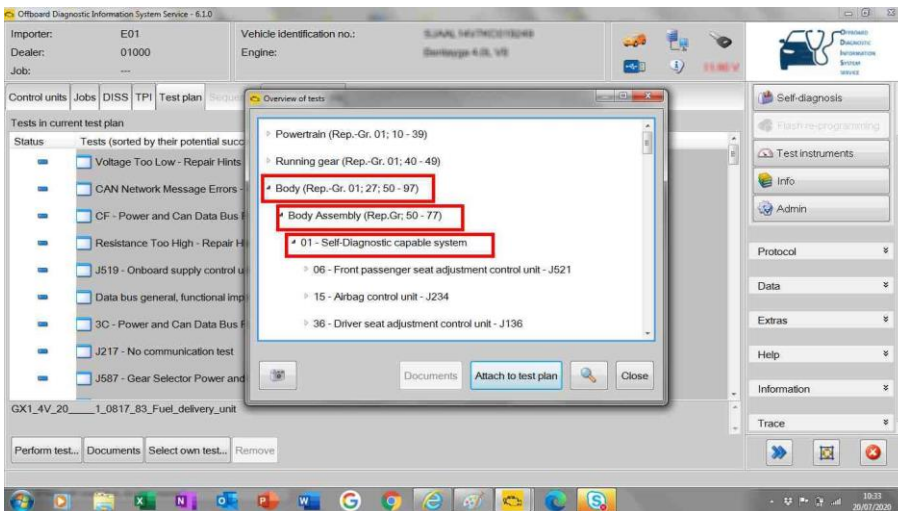 Offboard Diagnostic Information System Service - 6.1.0
Importer: E01 Vehicle identification no.:
Dealer: 01000 Engine:
Job: ---
OFFBOARD
DIAGNOSTIC
INFORMATION
SYSTEM
SERVICE
Control units Jobs DISS TPI Test plan
Tests in current test plan
Status Tests (sorted by their potential succ
Voltage Too Low - Repair Hints
CAN Network Message Errors -
CF - Power and Can Data Bus F
Resistance Too High - Repair H
J519 - Onboard supply control u
Data bus general, functional imp
3C - Power and Can Data Bus F
J217 - No communication test
J587 - Gear Selector Power and
GX1_4V_20____1_0817_83_Fuel_delivery_unit
Perform test... Documents Select own test... Remove
Overview of tests
Powertrain (Rep.-Gr. 01; 10 - 39)
Running gear (Rep.-Gr. 01; 40 - 49)
Body (Rep.-Gr. 01; 27; 50 - 97)
Body Assembly (Rep.Gr; 50 - 77)
01 - Self-Diagnostic capable system
06 - Front passenger seat adjustment control unit - J521
15 - Airbag control unit - J234
36 - Driver seat adjustment control unit - J136
Documents Attach to test plan Close
Self-diagnosis
Flash re-programming
Test instruments
Info
Admin
Protocol
Data
Extras
Help
Information
Trace
10:33
20/07/2020